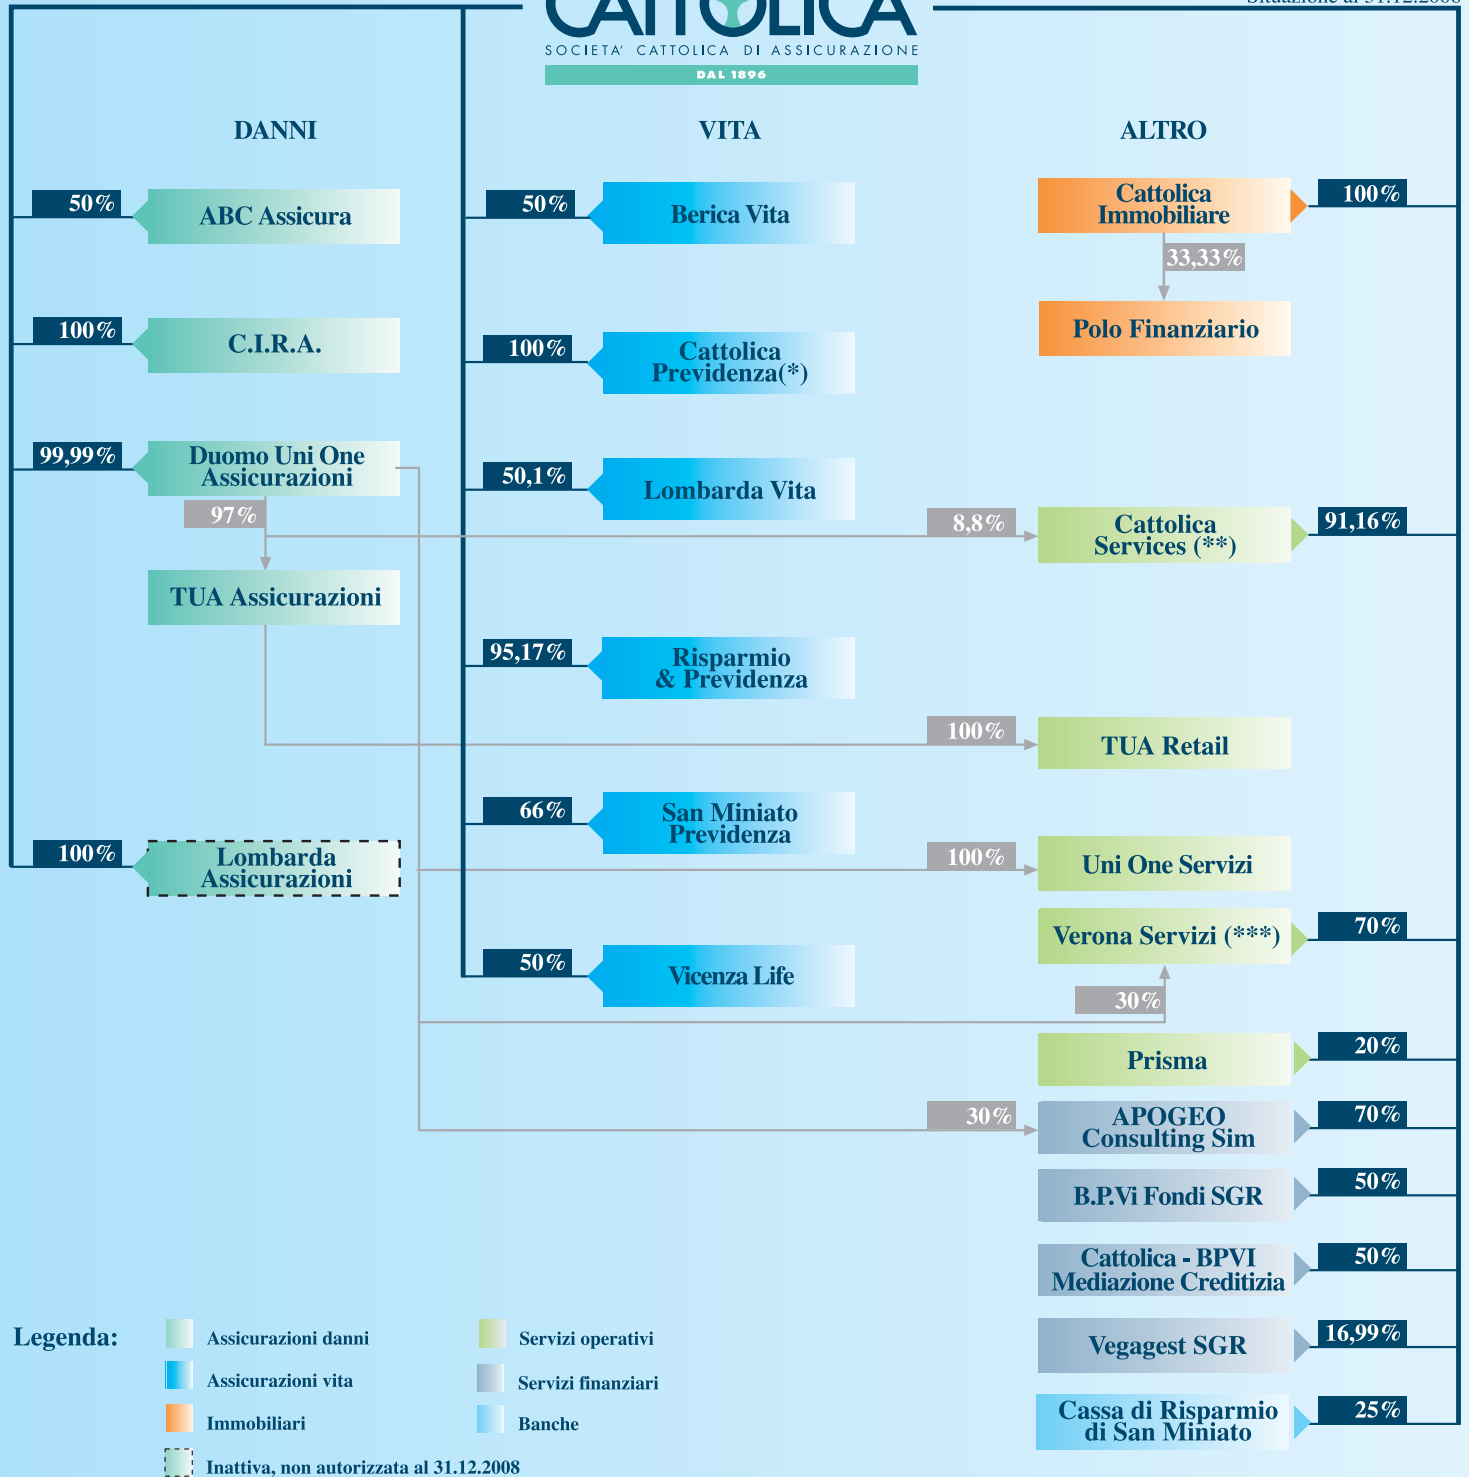 Situazione al 31.12.2008
CATTOLICA
SOCIETA' CATTOLICA DI ASSICURAZIONE
DAL 1896
DANNI
VITA
ALTRO
50%
ABC Assicura
50%
Berica Vita
Cattolica
Immobiliare
100%
33,33%
Polo Finanziario
100%
C.I.R.A.
100%
Cattolica
Previdenza(*)
99,99%
Duomo Uni One
Assicurazioni
97%
50,1%
Lombarda Vita
8,8%
Cattolica
Services (**)
91,16%
TUA Assicurazioni
95,17%
Risparmio
& Previdenza
100%
TUA Retail
66%
San Miniato
Previdenza
100%
Lombarda
Assicurazioni
100%
Uni One Servizi
Verona Servizi (***)
70%
50%
Vicenza Life
30%
Prisma
20%
30%
APOGEO
Consulting Sim
70%
B.P.Vi Fondi SGR
50%
Cattolica - BPVI
Mediazione Creditizia
50%
Vegagest SGR
16,99%
Cassa di Risparmio
di San Miniato
25%
Legenda:
Assicurazioni danni
Servizi operativi
Assicurazioni vita
Servizi finanziari
Immobiliari
Banche
Inattiva, non autorizzata al 31.12.2008